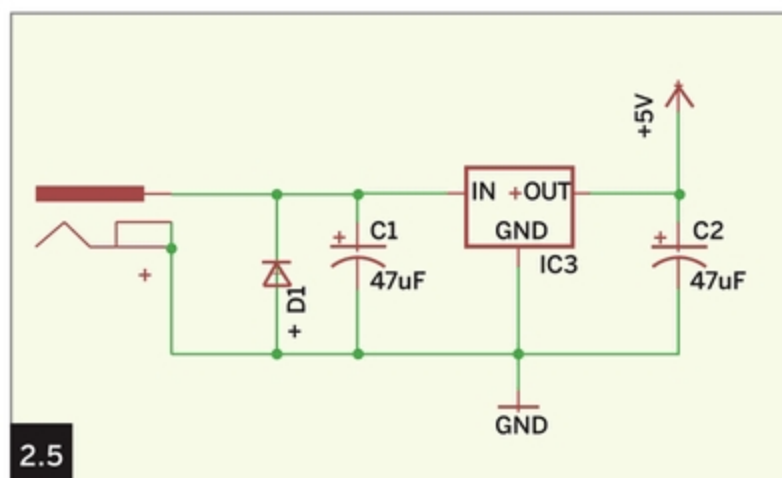 +5V
IN +OUT
GND
IC3
+
C1
47uF
+
C2
47uF
+
+ D1
GND
2.5